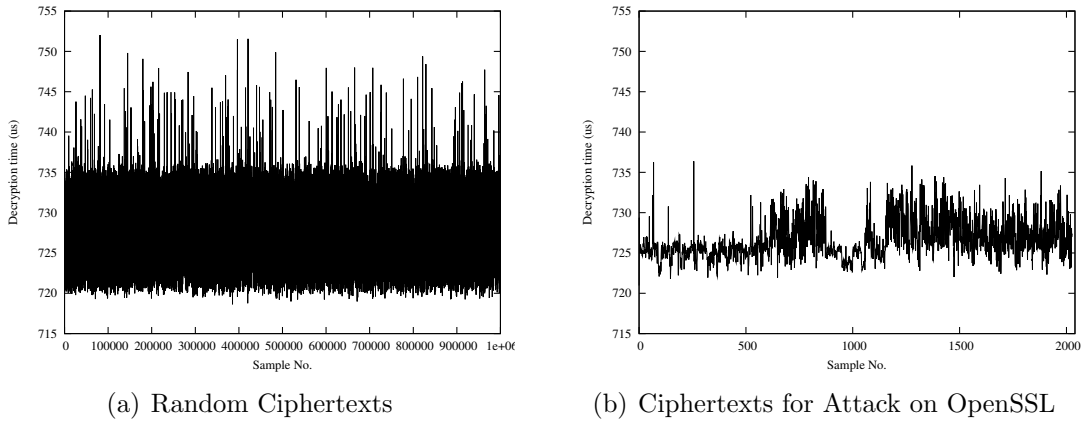 755
750
745
740
735
730
725
720
715
Decryption time (us)
0 100000 200000 300000 400000 500000 600000 700000 800000 900000 1e+06
Sample No.
(a) Random Ciphertexts
755
750
745
740
735
730
725
720
715
Decryption time (us)
0 500 1000 1500 2000
Sample No.
(b) Ciphertexts for Attack on OpenSSL